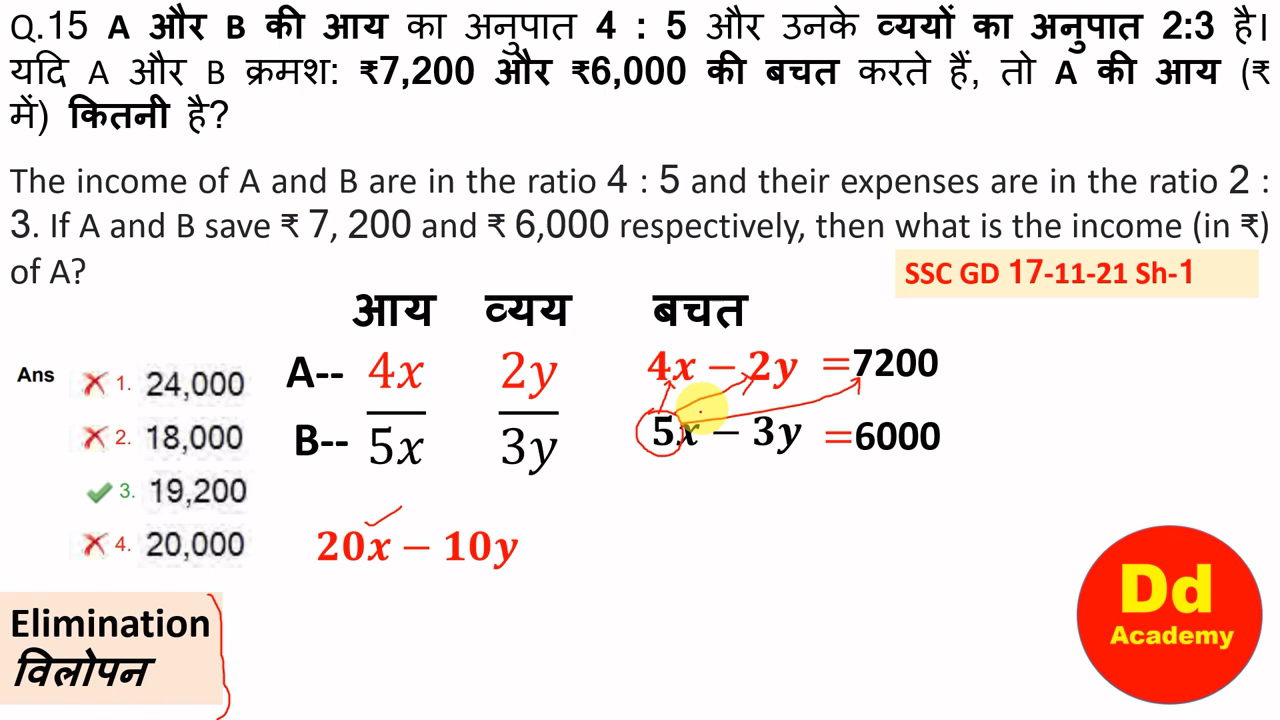 Q.15 A और B की आय का अनुपात 4 : 5 और उनके व्ययों का अनुपात 2:3 है।
यदि A और B क्रमश: ₹7,200 और ₹6,000 की बचत करते हैं, तो A की आय (₹
में) कितनी है?
The income of A and B are in the ratio 4 : 5 and their expenses are in the ratio 2 :
3. If A and B save ₹ 7, 200 and ₹ 6,000 respectively, then what is the income (in ₹)
of A?
SSC GD 17-11-21 Sh-1
आय व्यय बचत
Ans
1. 24,000
2. 18,000
3. 19,200
4. 20,000
A-- 4x 2y 4x − 2y =7200
B-- 5x 3y 5x − 3y =6000
20x − 10y
Elimination
विलोपन
Dd
Academy